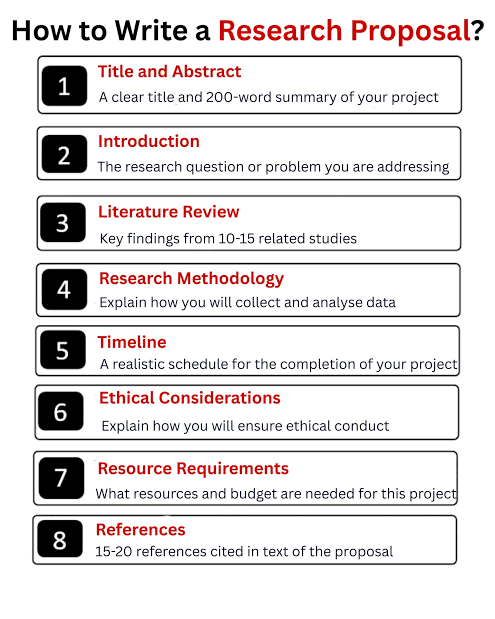 How to Write a Research Proposal?
1
Title and Abstract
A clear title and 200-word summary of your project
2
Introduction
The research question or problem you are addressing
3
Literature Review
Key findings from 10-15 related studies
4
Research Methodology
Explain how you will collect and analyse data
5
Timeline
A realistic schedule for the completion of your project
6
Ethical Considerations
Explain how you will ensure ethical conduct
7
Resource Requirements
What resources and budget are needed for this project
8
References
15-20 references cited in text of the proposal